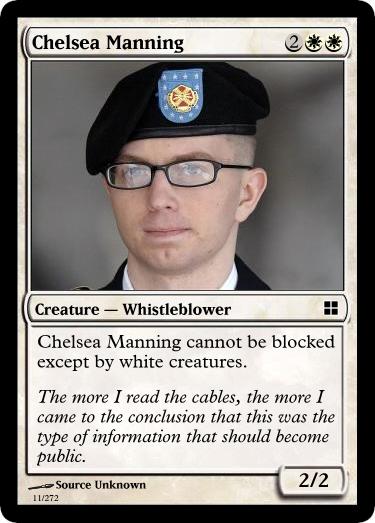 Chelsea Manning 2
Creature — Whistleblower
Chelsea Manning cannot be blocked
except by white creatures.
The more I read the cables, the more I
came to the conclusion that this was the
type of information that should become
public.
Source Unknown
2/2
11/272